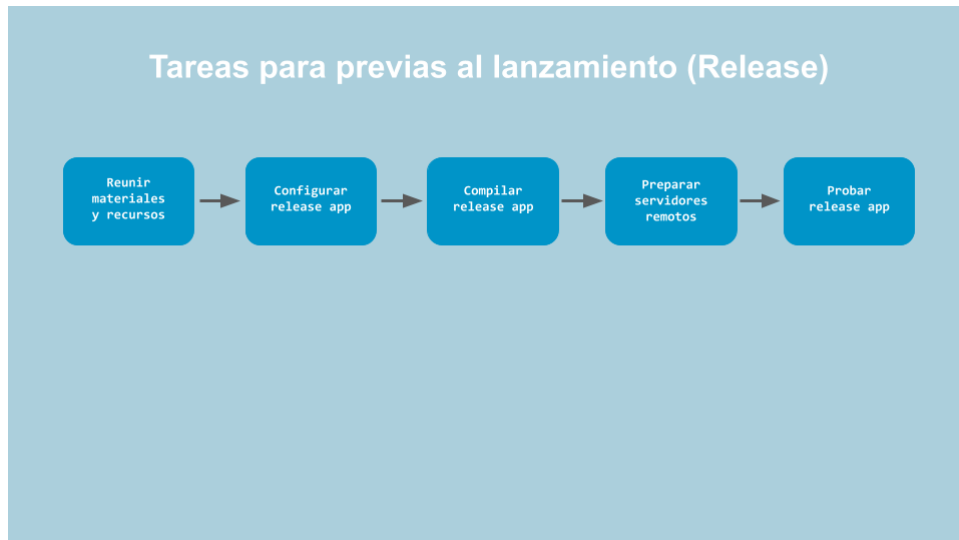 Tareas para previas al lanzamiento (Release)
Reunir
materiales
y recursos
Configurar
release app
Compilar
release app
Preparar
servidores
remotos
Probar
release app